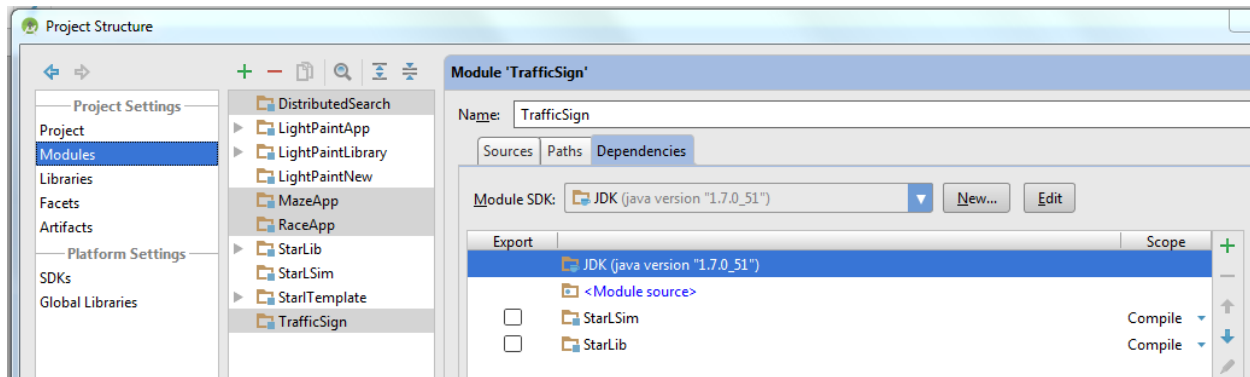 Project Structure
Project Settings
Project
Modules
Libraries
Facets
Artifacts
Platform Settings
SDKs
Global Libraries
DistributedSearch
LightPaintApp
LightPaintLibrary
LightPaintNew
MazeApp
RaceApp
StarLib
StarLSim
StarlTemplate
TrafficSign
Module 'TrafficSign'
Name: TrafficSign
Sources Paths Dependencies
Module SDK: JDK (java version "1.7.0_51") New... Edit
Export Scope
JDK (java version "1.7.0_51")
<Module source>
StarLSim Compile
StarLib Compile